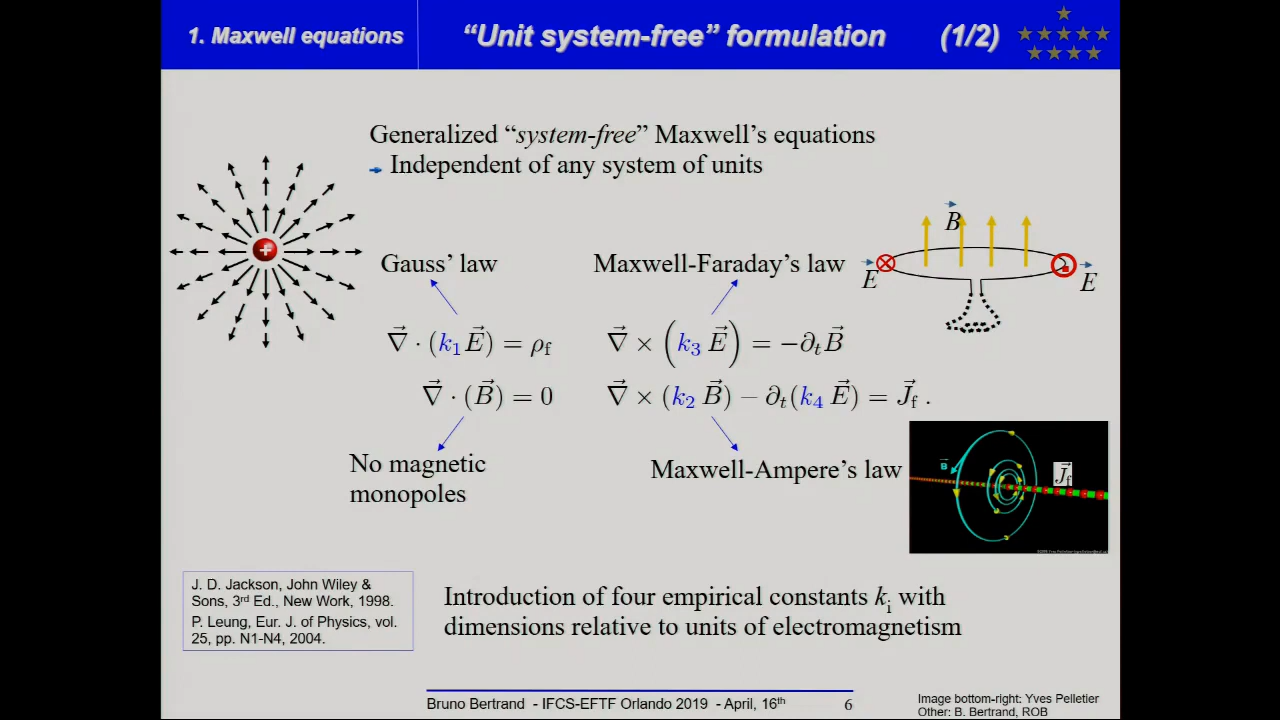 1. Maxwell equations
“Unit system-free” formulation (1/2)
Generalized “system-free” Maxwell’s equations
Independent of any system of units
+
B⃗
E⃗
E⃗
Gauss’ law
Maxwell-Faraday’s law
∇⃗ · (k₁E⃗) = ρf
∇⃗ × (k₃ E⃗) = −∂ₜB⃗
∇⃗ · (B⃗) = 0
∇⃗ × (k₂ B⃗) − ∂ₜ(k₄ E⃗) = J⃗f .
No magnetic
monopoles
Maxwell-Ampere’s law
B
J⃗f
J. D. Jackson, John Wiley &
Sons, 3rd Ed., New Work, 1998.
P. Leung, Eur. J. of Physics, vol.
25, pp. N1-N4, 2004.
Introduction of four empirical constants kᵢ with
dimensions relative to units of electromagnetism
Bruno Bertrand - IFCS-EFTF Orlando 2019 - April, 16th
6
Image bottom-right: Yves Pelletier
Other: B. Bertrand, ROB